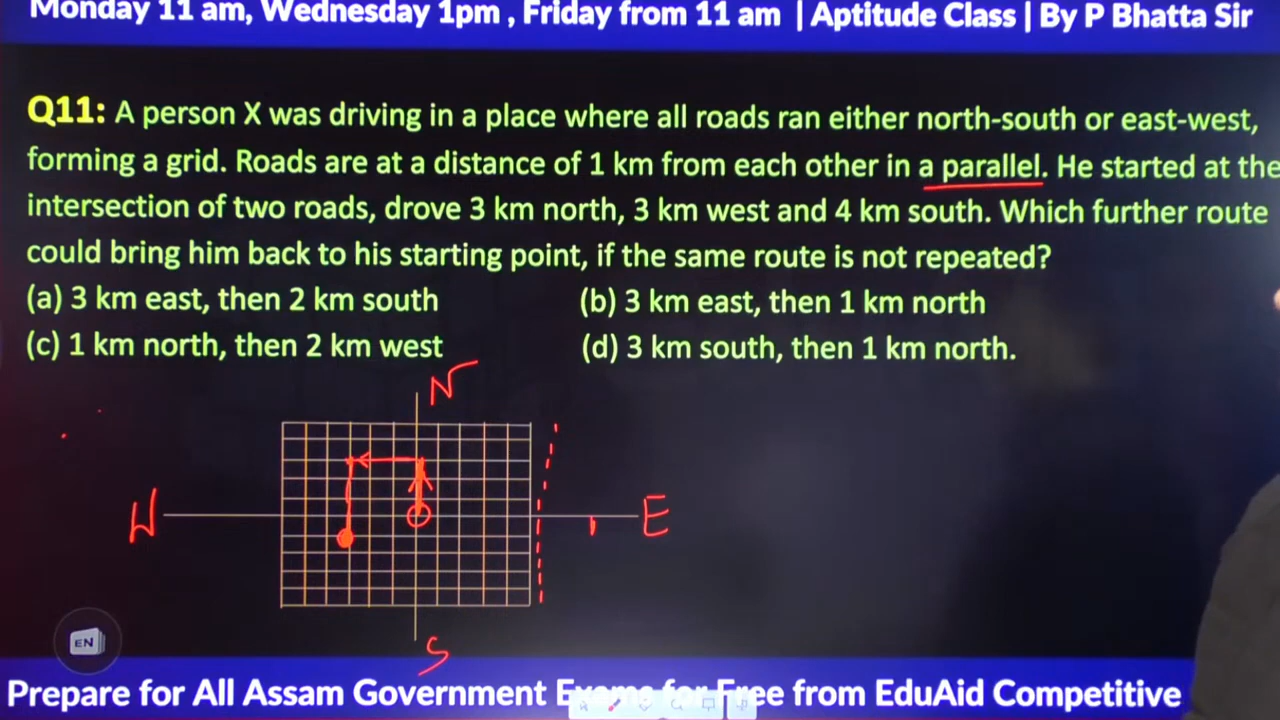 Monday 11 am, Wednesday 1pm , Friday from 11 am | Aptitude Class | By P Bhatta Sir
Q11: A person X was driving in a place where all roads ran either north-south or east-west,
forming a grid. Roads are at a distance of 1 km from each other in a parallel. He started at the
intersection of two roads, drove 3 km north, 3 km west and 4 km south. Which further route
could bring him back to his starting point, if the same route is not repeated?
(a) 3 km east, then 2 km south (b) 3 km east, then 1 km north
(c) 1 km north, then 2 km west (d) 3 km south, then 1 km north.
N
W E
S
EN
Prepare for All Assam Government Exams for Free from EduAid Competitive